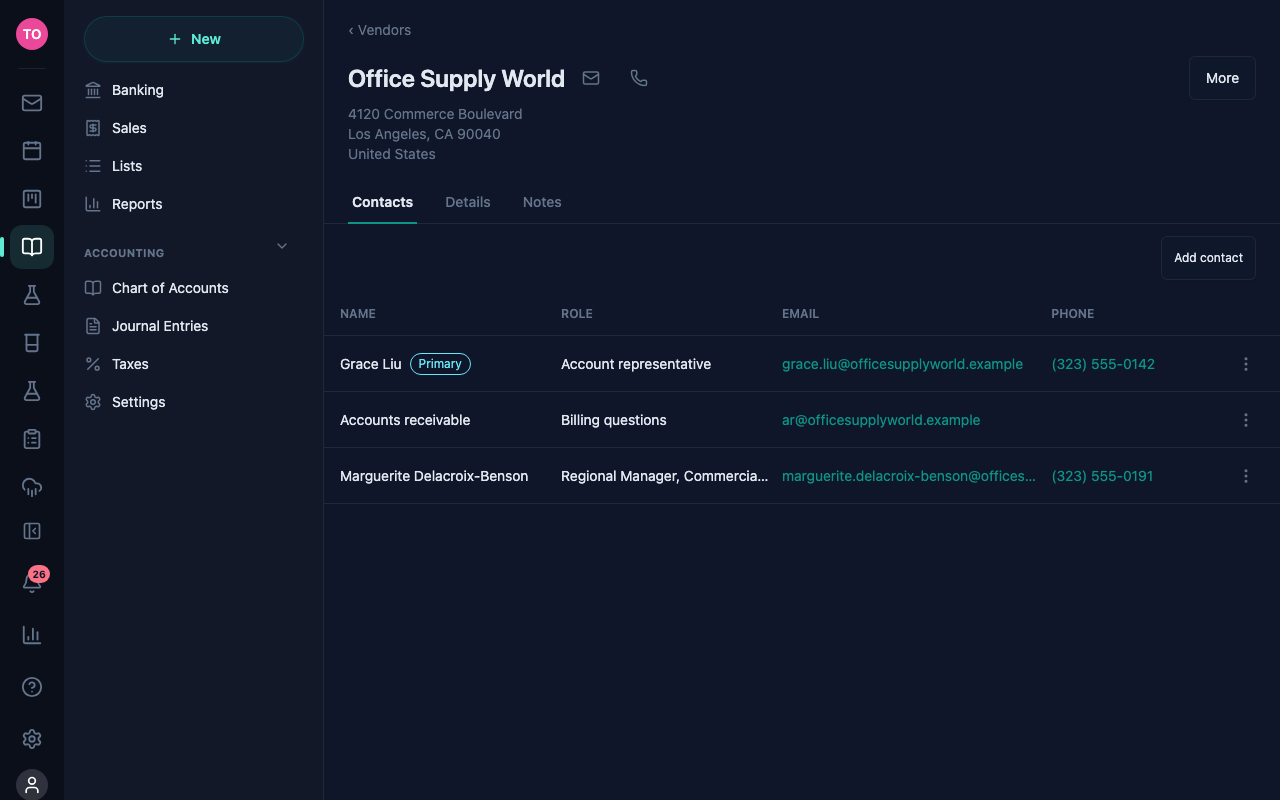 TO
26
New
Banking
Sales
Lists
Reports
ACCOUNTING
Chart of Accounts
Journal Entries
Taxes
Settings
‹ Vendors
Office Supply World
More
4120 Commerce Boulevard
Los Angeles, CA 90040
United States
Contacts Details Notes
Add contact
NAME ROLE EMAIL PHONE
Grace Liu Primary Account representative grace.liu@officesupplyworld.example (323) 555-0142
Accounts receivable Billing questions ar@officesupplyworld.example
Marguerite Delacroix-Benson Regional Manager, Commercia... marguerite.delacroix-benson@offices... (323) 555-0191